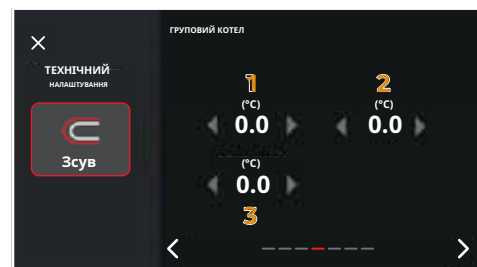 ГРУПОВИЙ КОТЕЛ
ТЕХНІЧНИЙ
НАЛАШТУВАННЯ
Зсув
1
2
(°C)
(°C)
0.0
0.0
(°C)
0.0
3